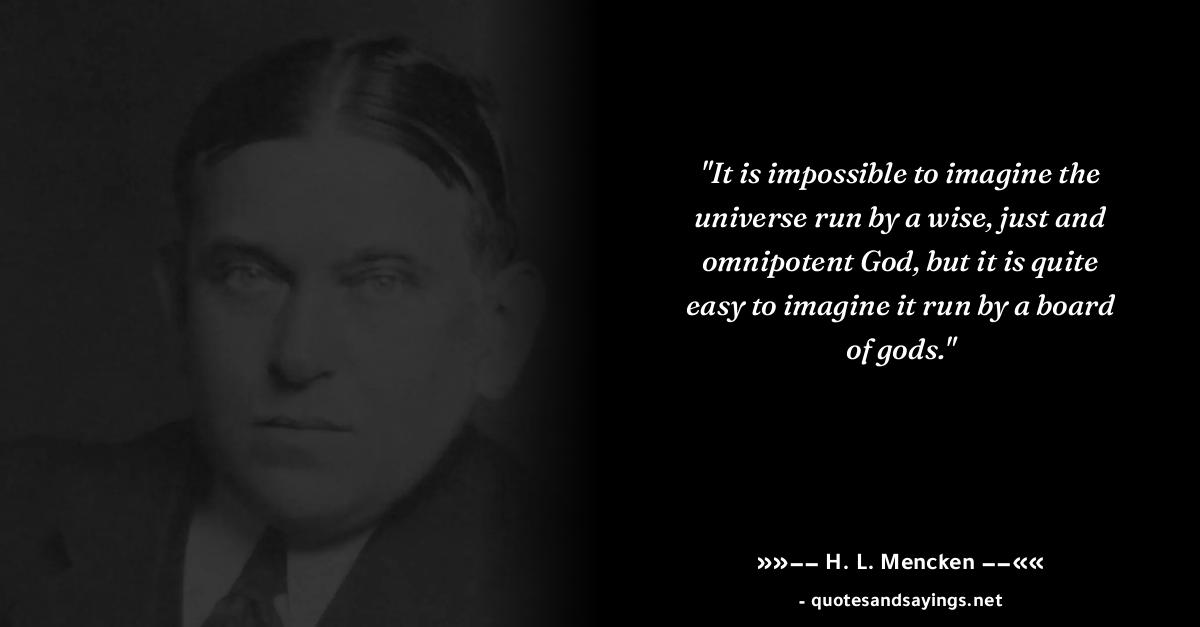 "It is impossible to imagine the
universe run by a wise, just and
omnipotent God, but it is quite
easy to imagine it run by a board
of gods."
»»–– H. L. Mencken ––««
- quotesandsayings.net